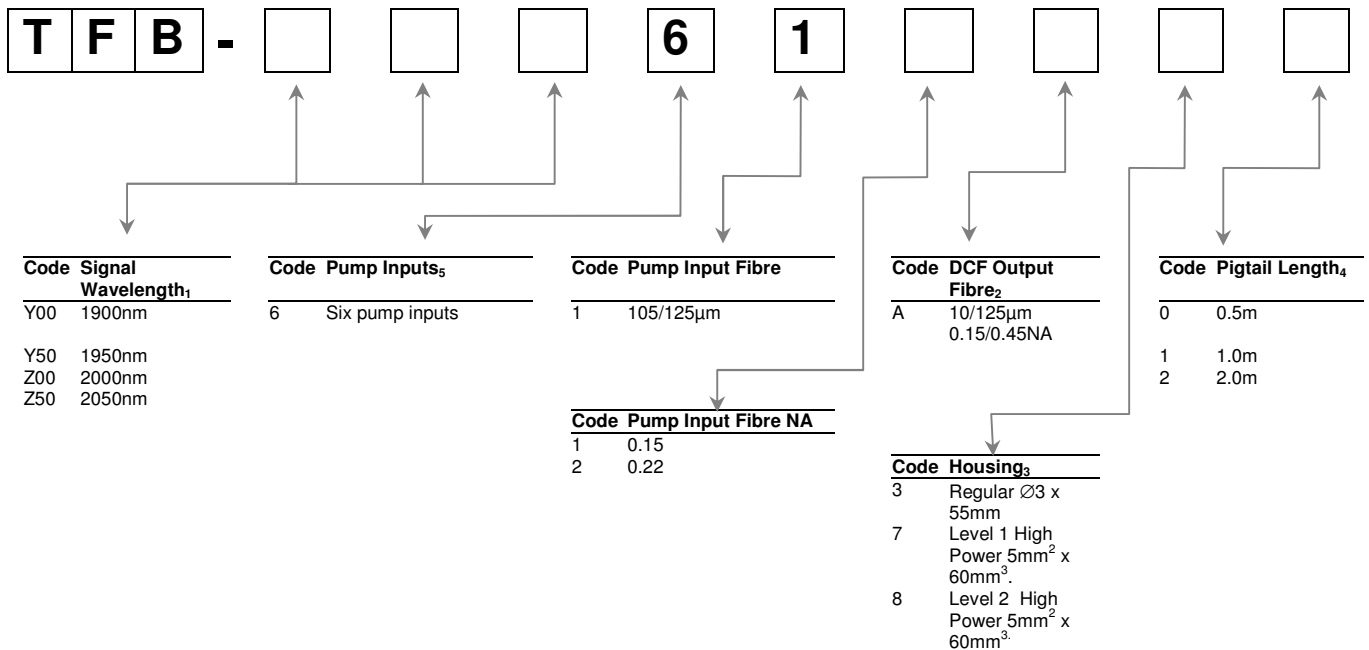 TFB- 6 1
Code Signal
Wavelength₁
Y00 1900nm
Y50 1950nm
Z00 2000nm
Z50 2050nm
Code Pump Inputs₅
6 Six pump inputs
Code Pump Input Fibre
1 105/125µm
Code Pump Input Fibre NA
1 0.15
2 0.22
Code DCF Output
Fibre₂
A 10/125µm
0.15/0.45NA
Code Housing₃
3 Regular ∅3 x
55mm
7 Level 1 High
Power 5mm² x
60mm³.
8 Level 2 High
Power 5mm² x
60mm³.
Code Pigtail Length₄
0 0.5m
1 1.0m
2 2.0m